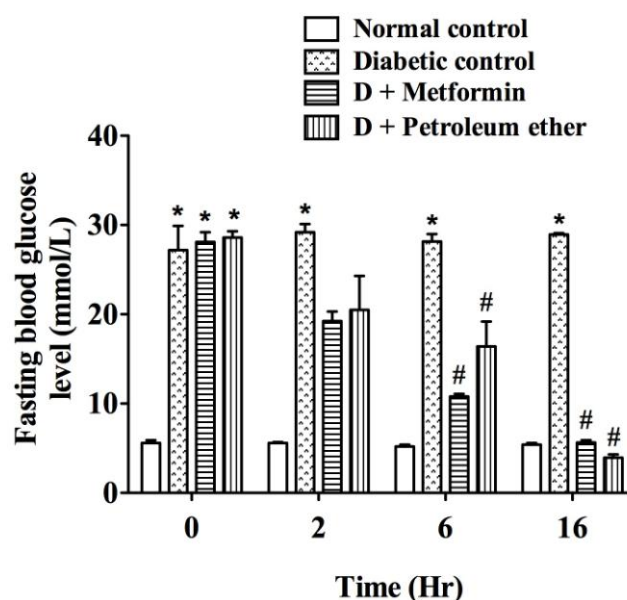 Normal control
Diabetic control
D + Metformin
D + Petroleum ether
Fasting blood glucose
level (mmol/L)
40
30
20
10
0
* * *
*
*
*
#
#
#
#
0 2 6 16
Time (Hr)